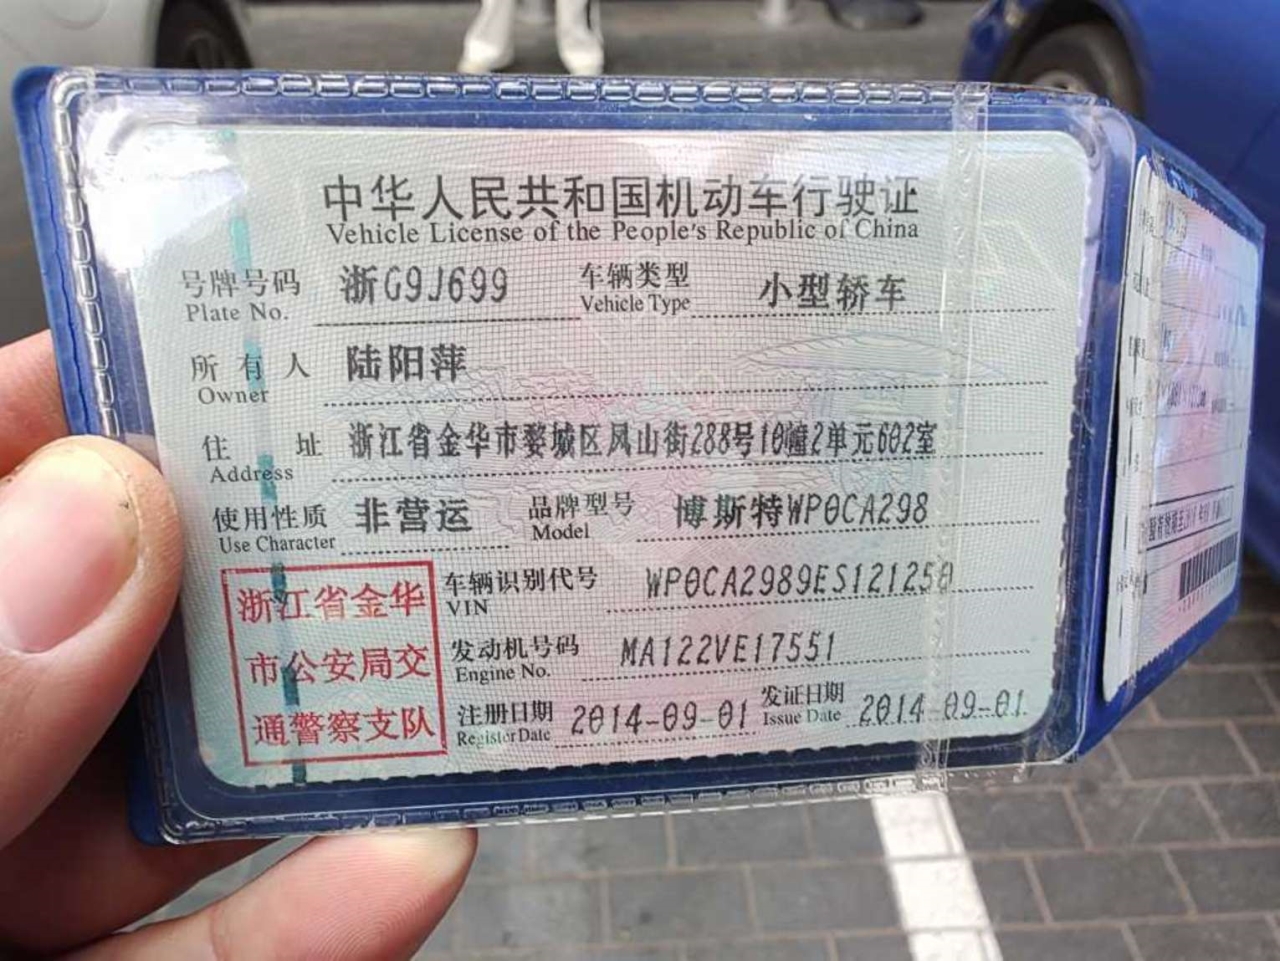 中华人民共和国机动车行驶证
Vehicle License of the People's Republic of China
号牌号码 浙G9J699 车辆类型 小型轿车
Plate No. Vehicle Type
所有人 陆阳萍
Owner
住址 浙江省金华市婺城区凤山街288号10幢2单元602室
Address
使用性质 非营运 品牌型号 博斯特WP0CA298
Use Character Model
浙江省金华
市公安局交
通警察支队
车辆识别代号 WP0CA2989ES121250
VIN
发动机号码 MA122VE17551
Engine No.
注册日期 2014-09-01 发证日期 2014-09-01
Register Date Issue Date